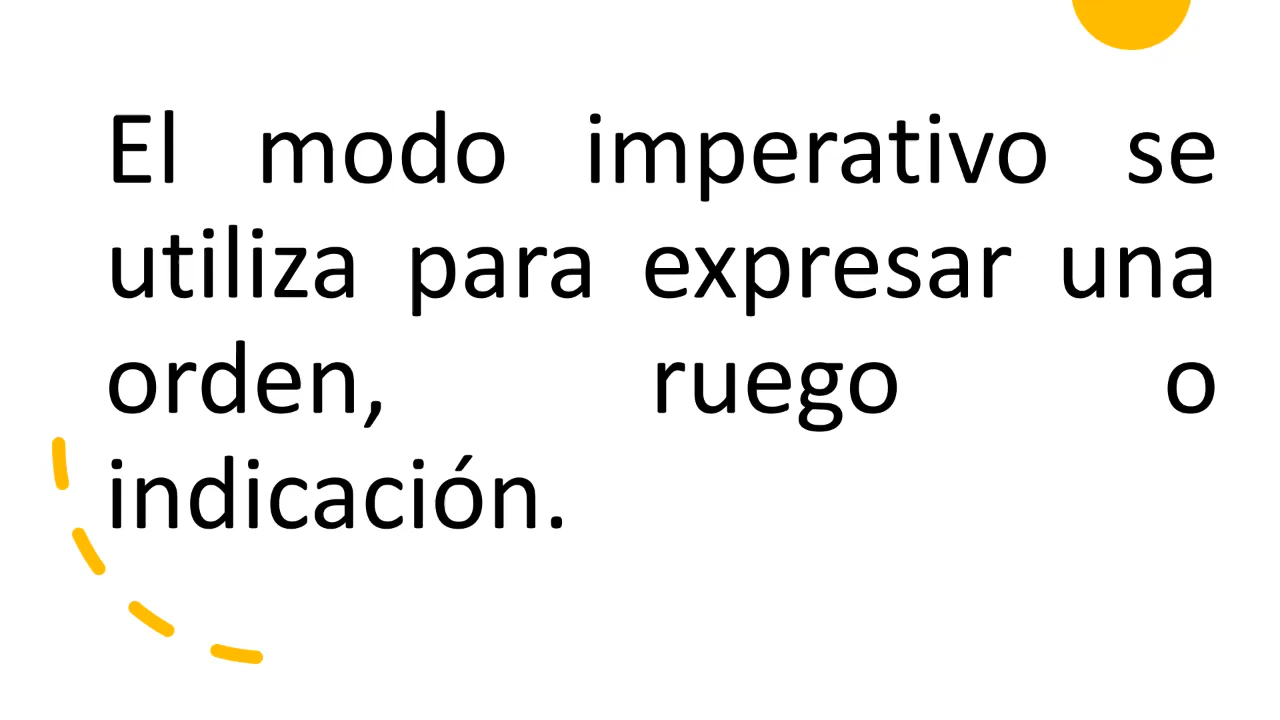 El modo imperativo se
utiliza para expresar una
orden, ruego o
indicación.